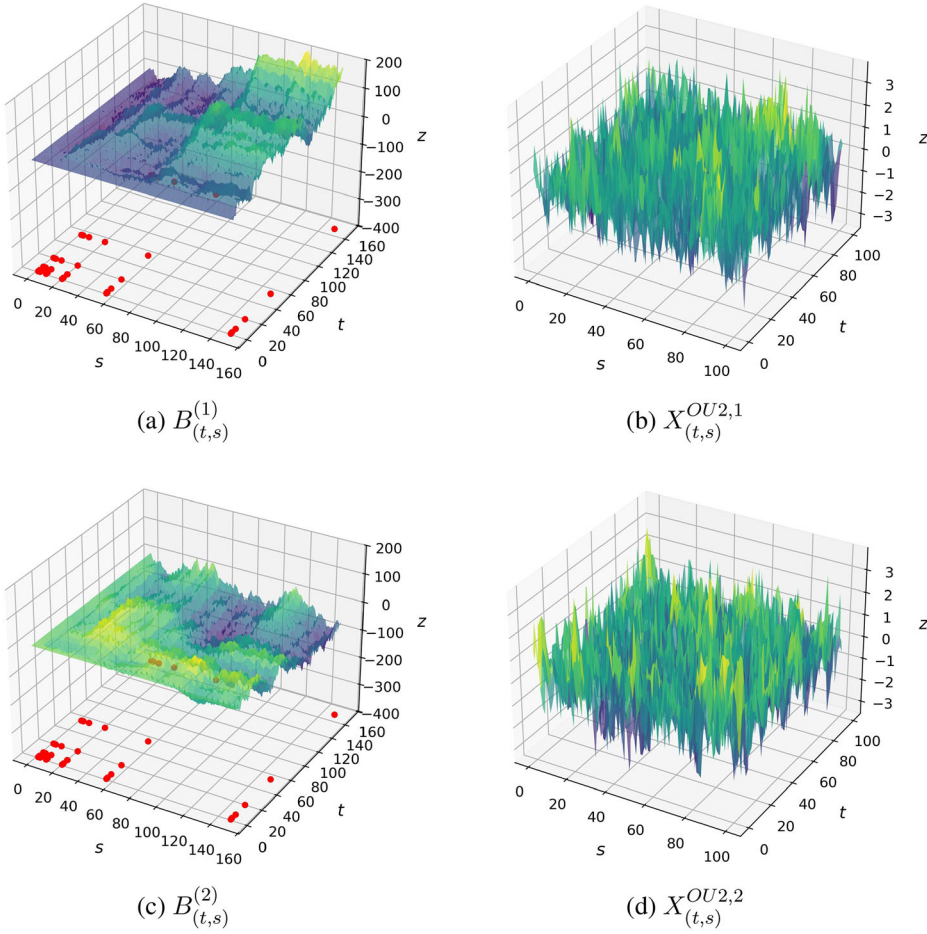 200
100
0
−100
−200
−300
−400
z
0 20 40 60 80 100 120 140 160
s
0 20 40 60 80 100 120 140 160
t
(a) B^{(1)}_{(t,s)}
3
2
1
0
−1
−2
−3
z
0 20 40 60 80 100
s
0 20 40 60 80 100
t
(b) X^{OU2,1}_{(t,s)}
200
100
0
−100
−200
−300
−400
z
0 20 40 60 80 100 120 140 160
s
0 20 40 60 80 100 120 140 160
t
(c) B^{(2)}_{(t,s)}
3
2
1
0
−1
−2
−3
z
0 20 40 60 80 100
s
0 20 40 60 80 100
t
(d) X^{OU2,2}_{(t,s)}